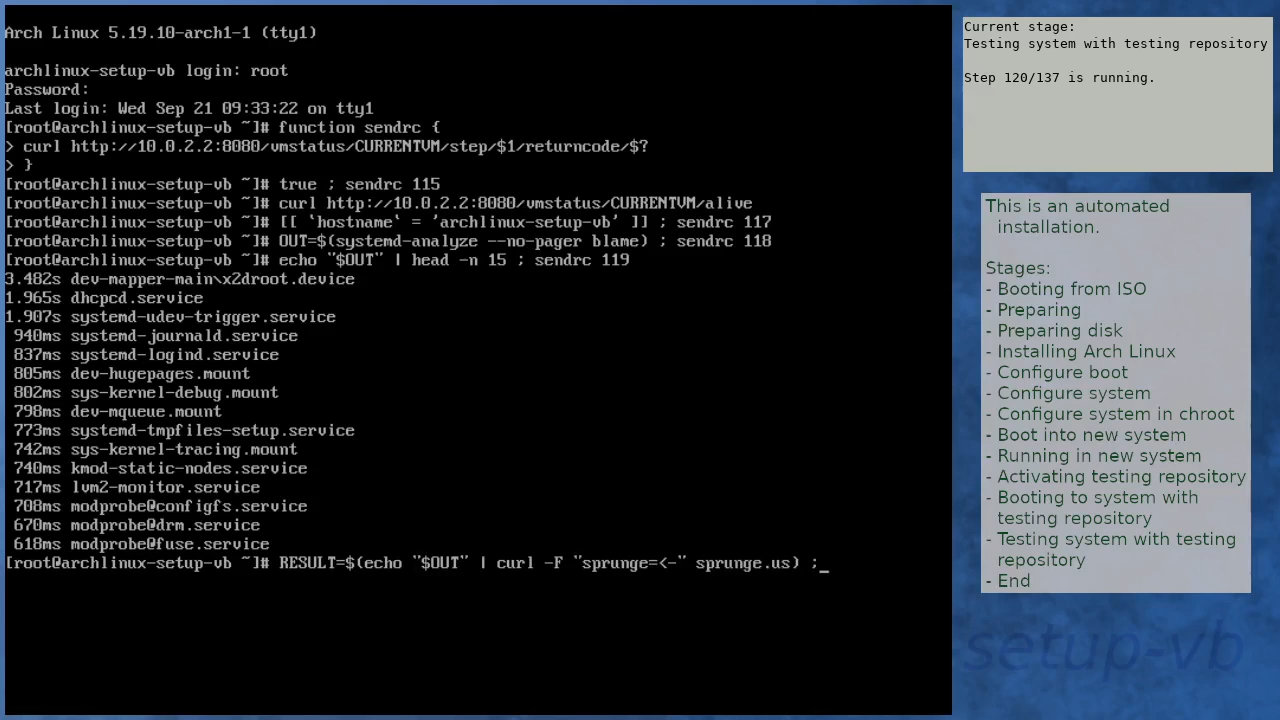 Arch Linux 5.19.10-arch1-1 (tty1)
archlinux-setup-vb login: root
Password:
Last login: Wed Sep 21 09:33:22 on tty1
[root@archlinux-setup-vb ~]# function sendrc {
> curl http://10.0.2.2:8080/vmstatus/CURRENTVM/step/$1/returncode/$?
> }
[root@archlinux-setup-vb ~]# true ; sendrc 115
[root@archlinux-setup-vb ~]# curl http://10.0.2.2:8080/vmstatus/CURRENTVM/alive
[root@archlinux-setup-vb ~]# [[ `hostname` = 'archlinux-setup-vb' ]] ; sendrc 117
[root@archlinux-setup-vb ~]# OUT=$(systemd-analyze --no-pager blame) ; sendrc 118
[root@archlinux-setup-vb ~]# echo "$OUT" | head -n 15 ; sendrc 119
3.482s dev-mapper-main\x2droot.device
1.965s dhcpcd.service
1.907s systemd-udev-trigger.service
940ms systemd-journald.service
837ms systemd-logind.service
805ms dev-hugepages.mount
802ms sys-kernel-debug.mount
798ms dev-mqueue.mount
773ms systemd-tmpfiles-setup.service
742ms sys-kernel-tracing.mount
740ms kmod-static-nodes.service
717ms lvm2-monitor.service
708ms modprobe@configfs.service
670ms modprobe@drm.service
618ms modprobe@fuse.service
[root@archlinux-setup-vb ~]# RESULT=$(echo "$OUT" | curl -F "sprunge=<-" sprunge.us) ;_
Current stage:
Testing system with testing repository
Step 120/137 is running.
This is an automated
installation.
Stages:
- Booting from ISO
- Preparing
- Preparing disk
- Installing Arch Linux
- Configure boot
- Configure system
- Configure system in chroot
- Boot into new system
- Running in new system
- Activating testing repository
- Booting to system with
testing repository
- Testing system with testing
repository
- End
setup-vb